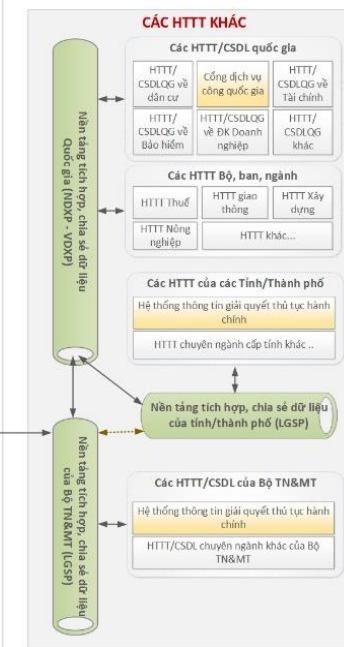 CÁC HTTT KHÁC
Nền tảng tích hợp, chia sẻ dữ liệu
Quốc gia (NDXP - VDXP)
Các HTTT/CSDL quốc gia
HTTT/
CSDLQG về
dân cư
Cổng dịch vụ
công quốc gia
HTTT/
CSDLQG về
Tài chính
HTTT/
CSDLQG về
Bảo hiểm
HTTT/CSDLQG
về ĐK Doanh
nghiệp
HTTT/
CSDLQG
khác
Các HTTT Bộ, ban, ngành
HTTT Thuế
HTTT giao
thông
HTTT Xây
dựng
HTTT Nông
nghiệp
HTTT khác...
Các HTTT của các Tỉnh/Thành phố
Hệ thống thông tin giải quyết thủ tục hành
chính
HTTT chuyên ngành cấp tỉnh khác ..
Nền tảng tích hợp, chia sẻ dữ liệu
của tỉnh/thành phố (LGSP)
Nền tảng tích hợp, chia sẻ dữ liệu
của Bộ TN&MT (LGSP)
Các HTTT/CSDL của Bộ TN&MT
Hệ thống thông tin giải quyết thủ tục hành
chính
HTTT/CSDL chuyên ngành khác của Bộ
TN&MT